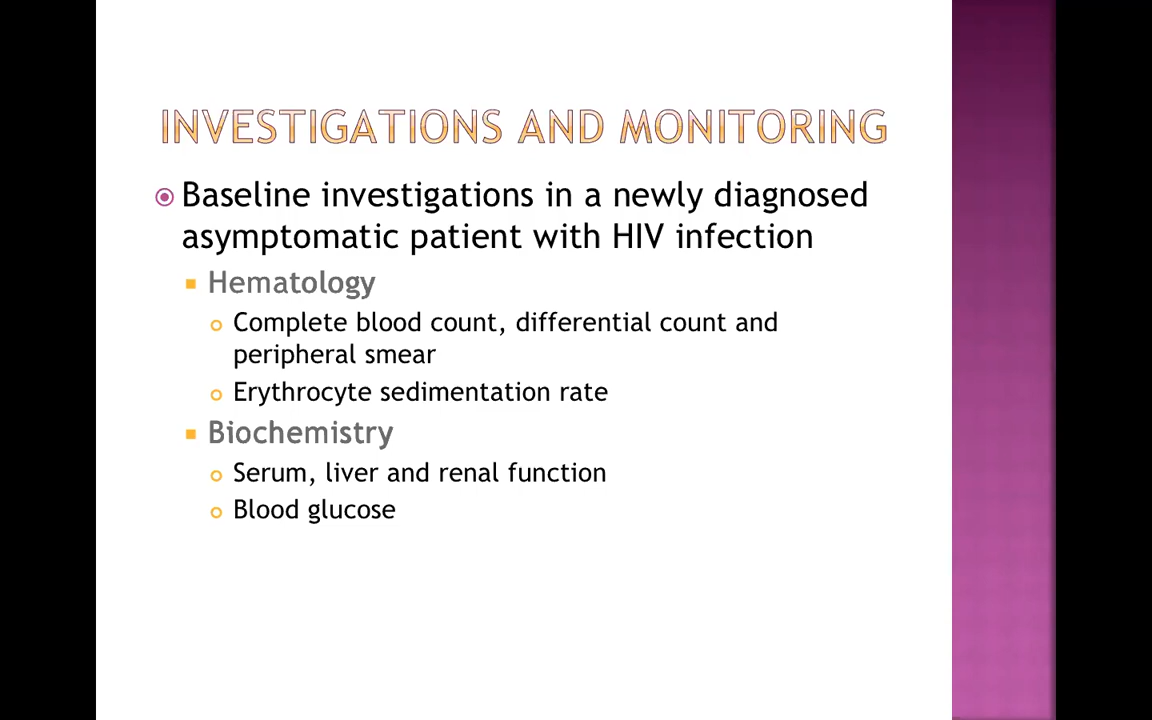 INVESTIGATIONS AND MONITORING
Baseline investigations in a newly diagnosed
asymptomatic patient with HIV infection
Hematology
Complete blood count, differential count and
peripheral smear
Erythrocyte sedimentation rate
Biochemistry
Serum, liver and renal function
Blood glucose